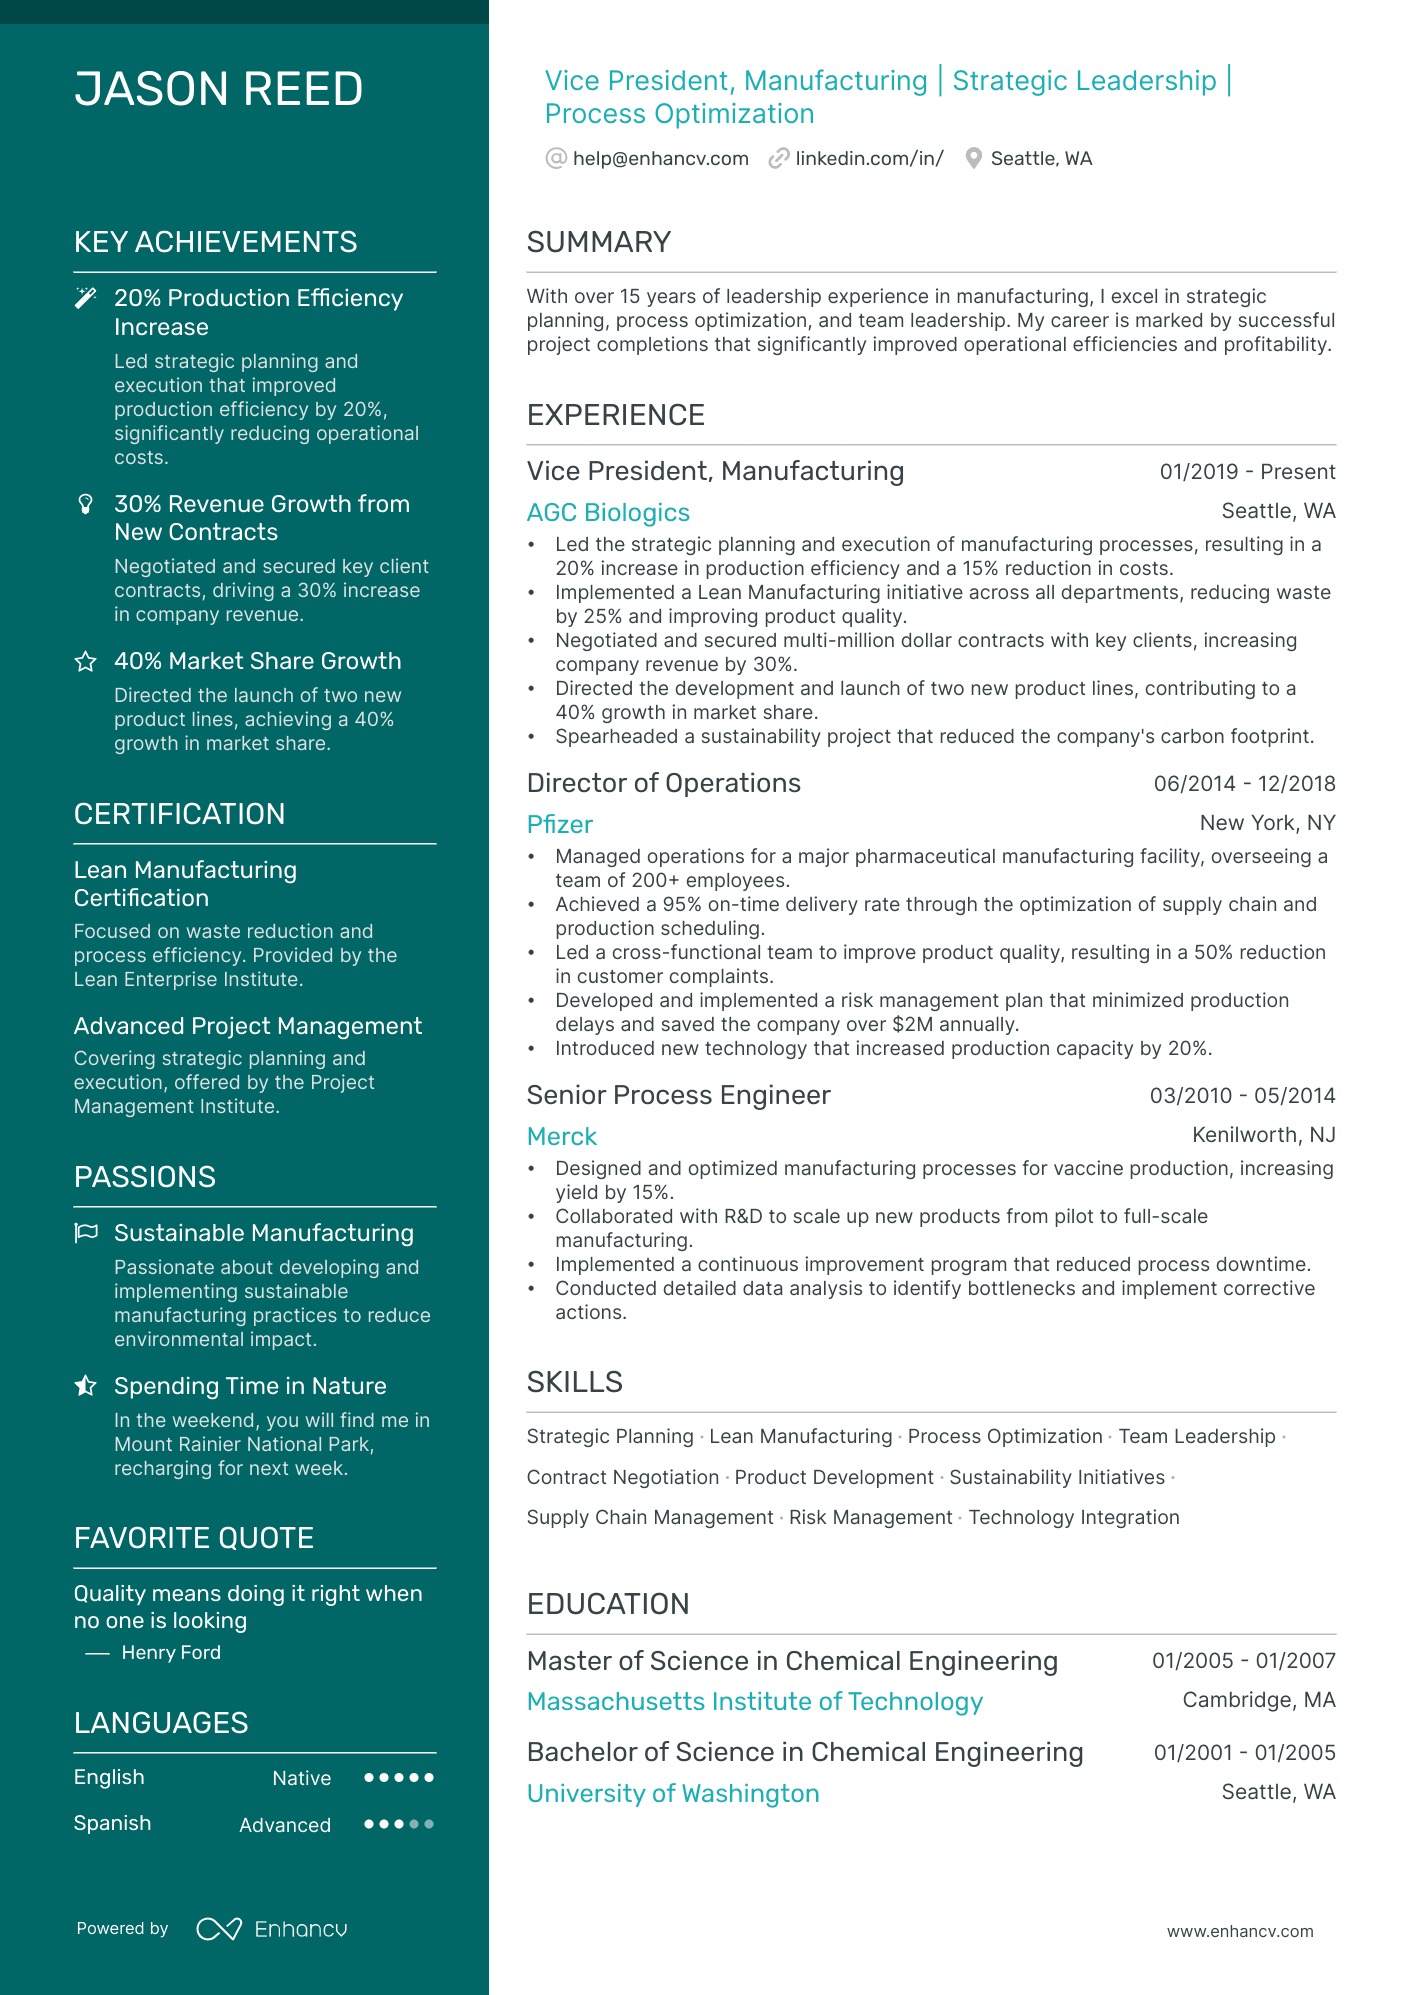 JASON REED
Vice President, Manufacturing | Strategic Leadership |
Process Optimization
help@enhancv.com linkedin.com/in/ Seattle, WA
KEY ACHIEVEMENTS
20% Production Efficiency
Increase
Led strategic planning and
execution that improved
production efficiency by 20%,
significantly reducing operational
costs.
30% Revenue Growth from
New Contracts
Negotiated and secured key client
contracts, driving a 30% increase
in company revenue.
40% Market Share Growth
Directed the launch of two new
product lines, achieving a 40%
growth in market share.
CERTIFICATION
Lean Manufacturing
Certification
Focused on waste reduction and
process efficiency. Provided by the
Lean Enterprise Institute.
Advanced Project Management
Covering strategic planning and
execution, offered by the Project
Management Institute.
PASSIONS
Sustainable Manufacturing
Passionate about developing and
implementing sustainable
manufacturing practices to reduce
environmental impact.
Spending Time in Nature
In the weekend, you will find me in
Mount Rainier National Park,
recharging for next week.
FAVORITE QUOTE
Quality means doing it right when
no one is looking
— Henry Ford
LANGUAGES
English Native
Spanish Advanced
Powered by Enhancv
SUMMARY
With over 15 years of leadership experience in manufacturing, I excel in strategic
planning, process optimization, and team leadership. My career is marked by successful
project completions that significantly improved operational efficiencies and profitability.
EXPERIENCE
Vice President, Manufacturing 01/2019 - Present
AGC Biologics Seattle, WA
• Led the strategic planning and execution of manufacturing processes, resulting in a
20% increase in production efficiency and a 15% reduction in costs.
• Implemented a Lean Manufacturing initiative across all departments, reducing waste
by 25% and improving product quality.
• Negotiated and secured multi-million dollar contracts with key clients, increasing
company revenue by 30%.
• Directed the development and launch of two new product lines, contributing to a
40% growth in market share.
• Spearheaded a sustainability project that reduced the company's carbon footprint.
Director of Operations 06/2014 - 12/2018
Pfizer New York, NY
• Managed operations for a major pharmaceutical manufacturing facility, overseeing a
team of 200+ employees.
• Achieved a 95% on-time delivery rate through the optimization of supply chain and
production scheduling.
• Led a cross-functional team to improve product quality, resulting in a 50% reduction
in customer complaints.
• Developed and implemented a risk management plan that minimized production
delays and saved the company over $2M annually.
• Introduced new technology that increased production capacity by 20%.
Senior Process Engineer 03/2010 - 05/2014
Merck Kenilworth, NJ
• Designed and optimized manufacturing processes for vaccine production, increasing
yield by 15%.
• Collaborated with R&D to scale up new products from pilot to full-scale
manufacturing.
• Implemented a continuous improvement program that reduced process downtime.
• Conducted detailed data analysis to identify bottlenecks and implement corrective
actions.
SKILLS
Strategic Planning · Lean Manufacturing · Process Optimization · Team Leadership ·
Contract Negotiation · Product Development · Sustainability Initiatives ·
Supply Chain Management · Risk Management · Technology Integration
EDUCATION
Master of Science in Chemical Engineering 01/2005 - 01/2007
Massachusetts Institute of Technology Cambridge, MA
Bachelor of Science in Chemical Engineering 01/2001 - 01/2005
University of Washington Seattle, WA
www.enhancv.com